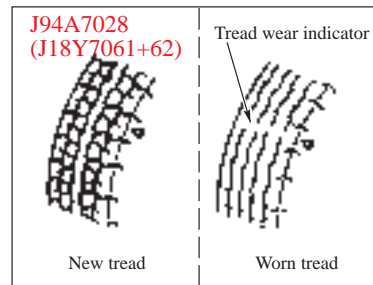 J94A7028
(J18Y7061+62)
Tread wear indicator
New tread
Worn tread